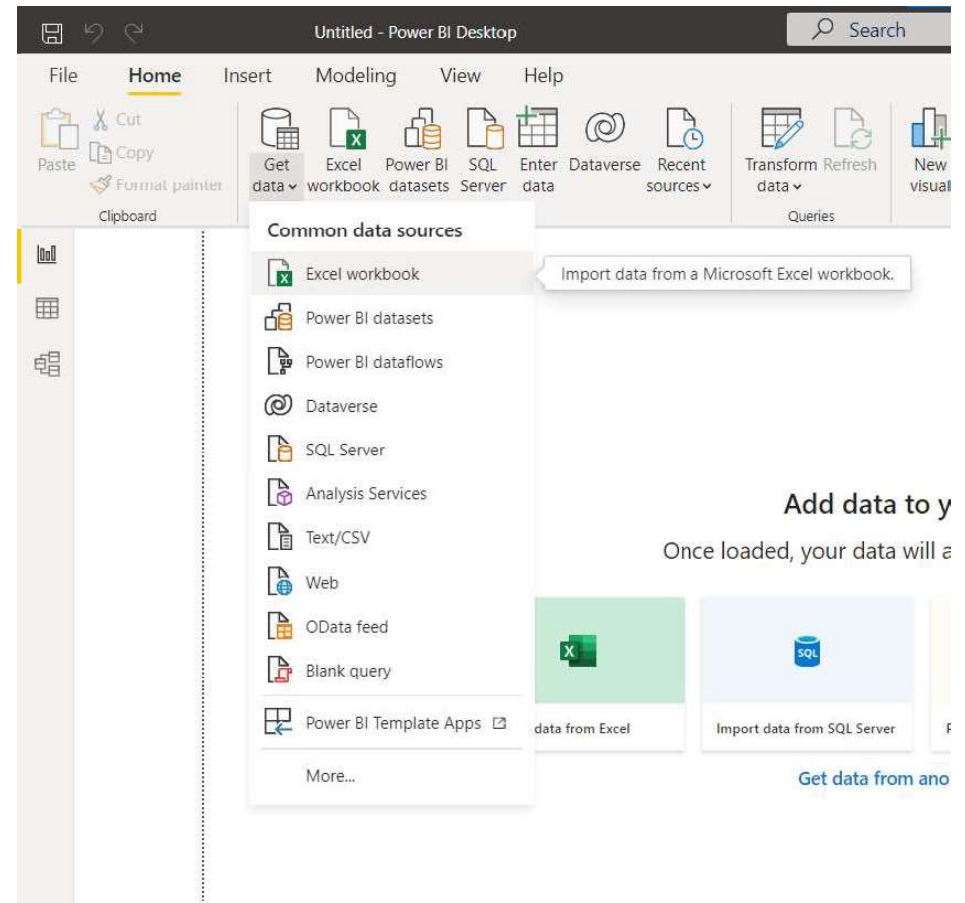 Untitled - Power BI Desktop
Search
File Home Insert Modeling View Help
Paste
Cut
Copy
Format painter
Clipboard
Get data
Excel workbook
Power BI datasets
SQL Server
Enter data
Dataverse
Recent sources
Transform data
Refresh
Queries
New
Common data sources
Excel workbook
Import data from a Microsoft Excel workbook.
Power BI datasets
Power BI dataflows
Dataverse
SQL Server
Analysis Services
Text/CSV
Web
OData feed
Blank query
Power BI Template Apps
More...
Add data to
Once loaded, your data will
SQL
data from Excel
Import data from SQL Server
Get data from